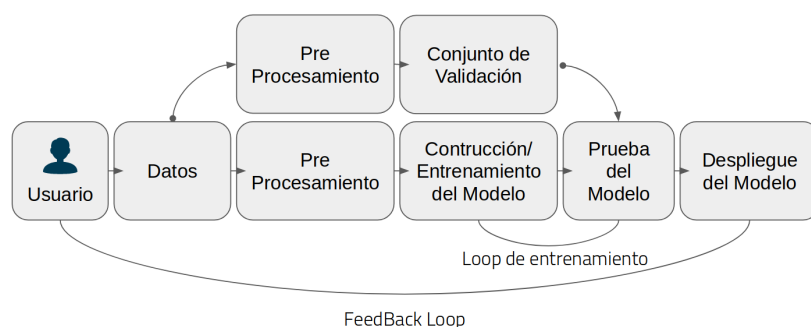 Pre
Procesamiento
Conjunto de
Validación
Usuario
Datos
Pre
Procesamiento
Contrucción/
Entrenamiento
del Modelo
Prueba
del
Modelo
Despliegue
del Modelo
Loop de entrenamiento
FeedBack Loop